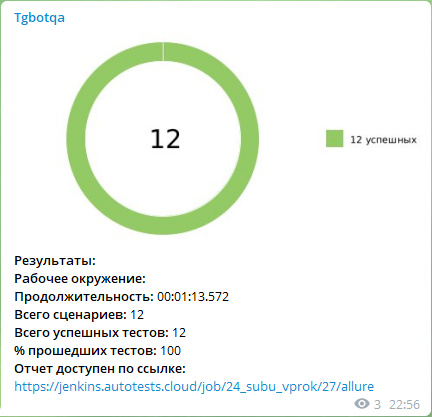 Tgbotqa
12
12 успешных
Результаты:
Рабочее окружение:
Продолжительность: 00:01:13.572
Всего сценариев: 12
Всего успешных тестов: 12
% прошедших тестов: 100
Отчет доступен по ссылке:
https://jenkins.autotests.cloud/job/24_subu_vprok/27/allure
3 22:56